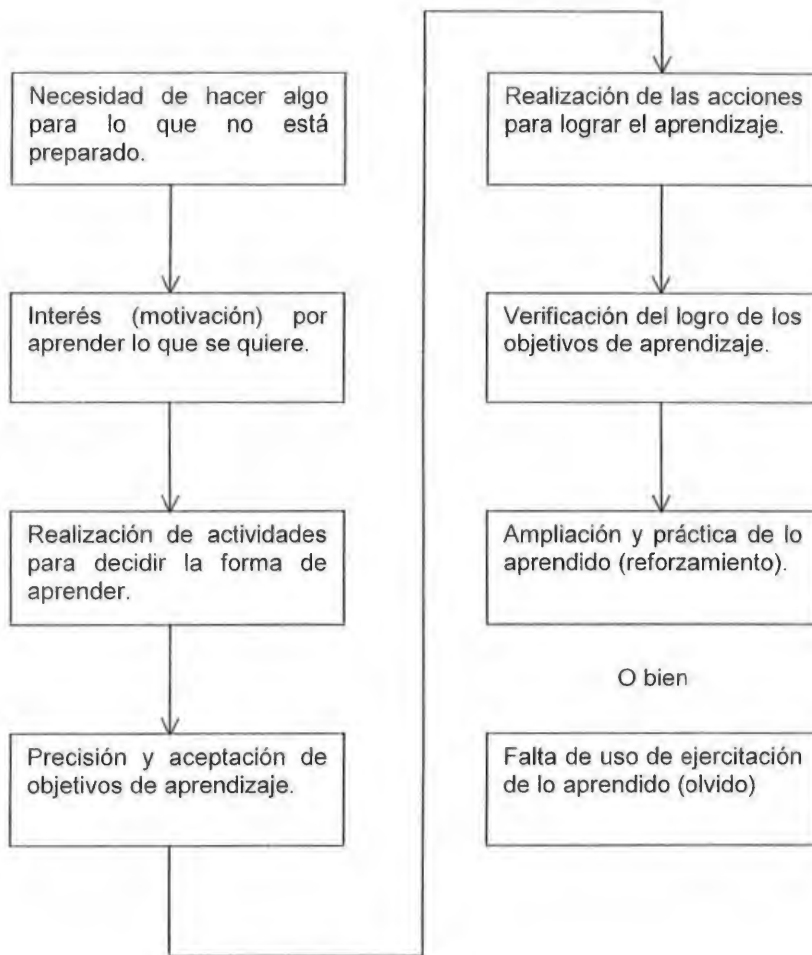 Necesidad de hacer algo
para lo que no está
preparado.
Interés (motivación) por
aprender lo que se quiere.
Realización de actividades
para decidir la forma de
aprender.
Precisión y aceptación de
objetivos de aprendizaje.
Realización de las acciones
para lograr el aprendizaje.
Verificación del logro de los
objetivos de aprendizaje.
Ampliación y práctica de lo
aprendido (reforzamiento).
O bien
Falta de uso de ejercitación
de lo aprendido (olvido)